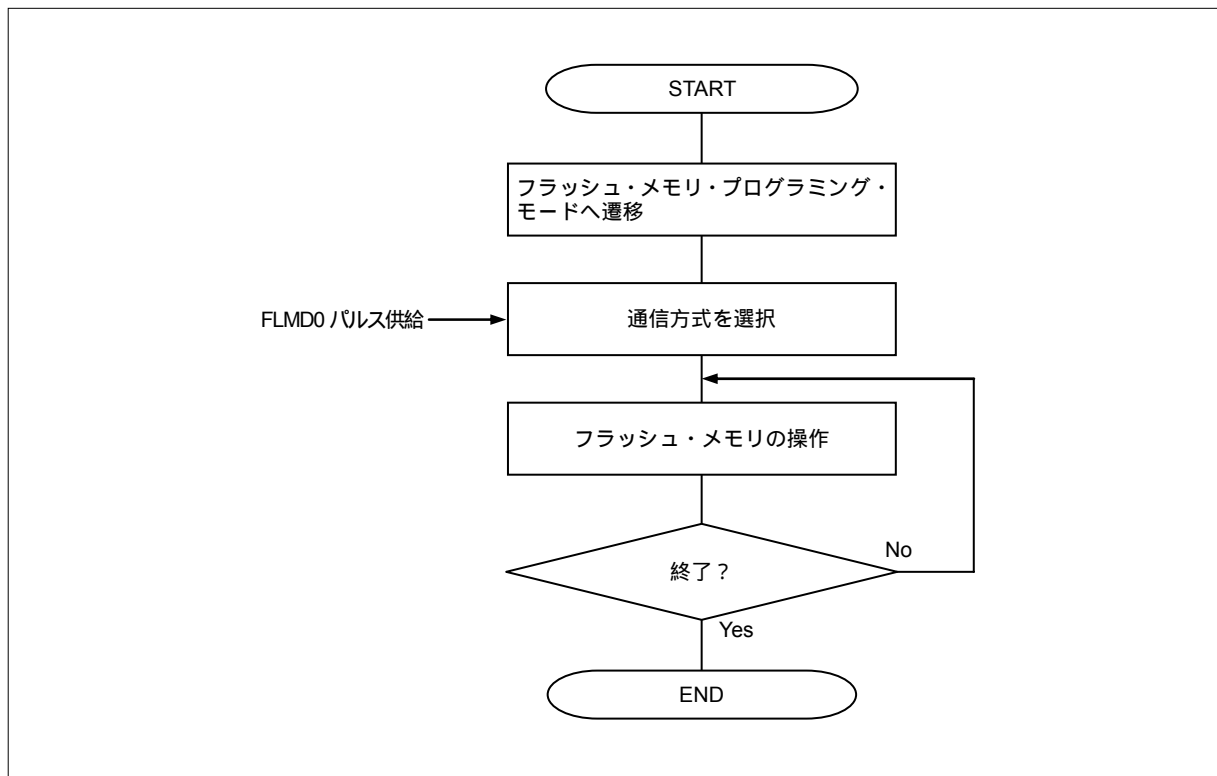 START
フラッシュ・メモリ・プログラミング・
モードへ遷移
FLMD0 パルス供給
通信方式を選択
フラッシュ・メモリの操作
No
終了？
Yes
END